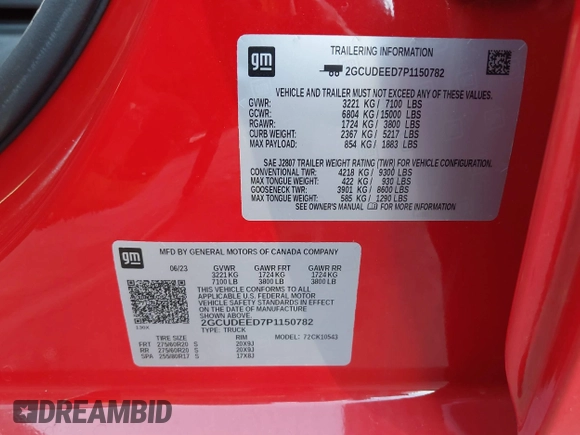 gm
TRAILERING INFORMATION
2GCUDEED7P1150782
VEHICLE AND TRAILER MUST NOT EXCEED ANY OF THESE VALUES.
GVWR: 3221 KG / 7100 LBS
GCWR: 6804 KG / 15000 LBS
RGAWR: 1724 KG / 3800 LBS
CURB WEIGHT: 2367 KG / 5217 LBS
MAX PAYLOAD: 854 KG / 1883 LBS
SAE J2807 TRAILER WEIGHT RATING (TWR) FOR VEHICLE CONFIGURATION.
CONVENTIONAL TWR: 4218 KG / 9300 LBS
MAX TONGUE WT: 422 KG / 930 LBS
GOOSENECK TWR: 3901 KG / 8600 LBS
MAX TONGUE WT: 585 KG / 1290 LBS
SEE OWNER'S MANUAL FOR MORE INFORMATION.
gm
MFD BY GENERAL MOTORS OF CANADA COMPANY
06/23 GVWR GAWR FRT GAWR RR
3221 KG 1724 KG 1724 KG
7100 LB 3800 LB 3800 LB
THIS VEHICLE CONFORMS TO ALL
APPLICABLE U.S. FEDERAL MOTOR
VEHICLE SAFETY STANDARDS IN EFFECT
ON THE DATE OF MANUFACTURE
SHOWN ABOVE.
2GCUDEED7P1150782
TYPE: TRUCK
TIRE SIZE RIM MODEL: 72CK10543
FRT 275/60R20 S 20X9J
RR 275/60R20 S 20X9J
SPA 255/80R17 S 17X8J
DREAMBID